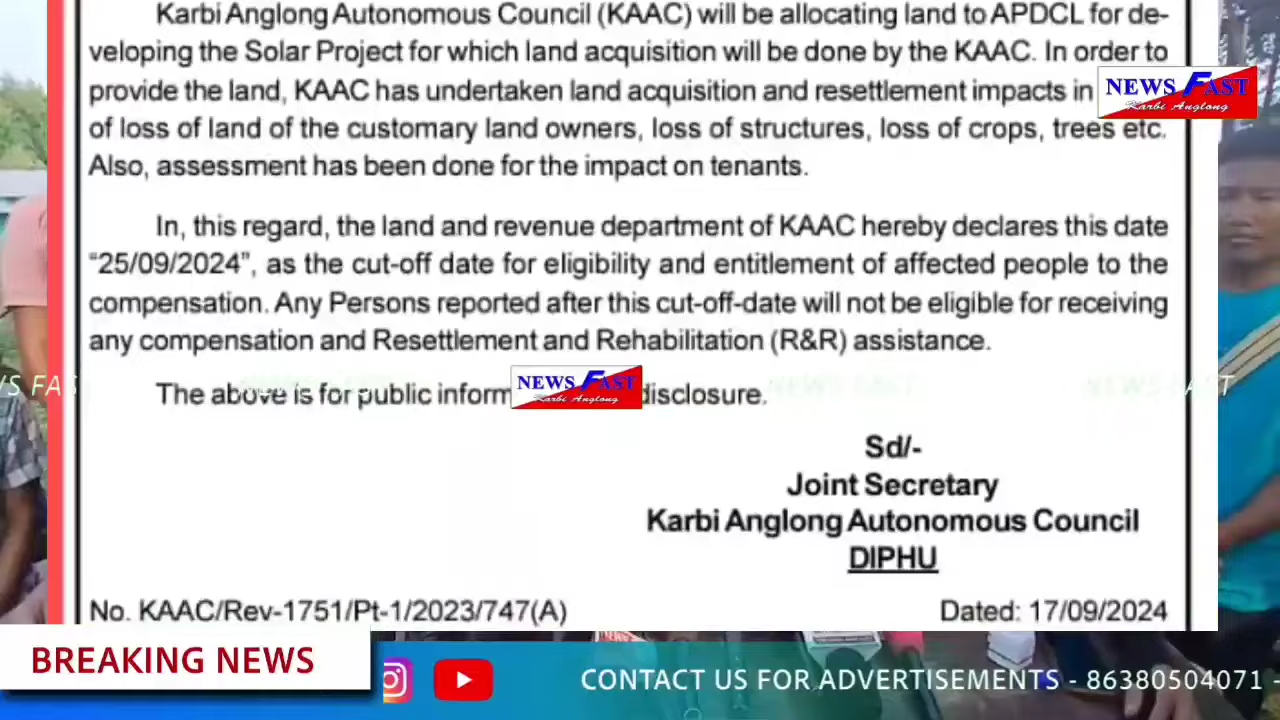 Karbi Anglong Autonomous Council (KAAC) will be allocating land to APDCL for de-
veloping the Solar Project for which land acquisition will be done by the KAAC. In order to
provide the land, KAAC has undertaken land acquisition and resettlement impacts in
NEWS FAST
Karbi Anglong
of loss of land of the customary land owners, loss of structures, loss of crops, trees etc.
Also, assessment has been done for the impact on tenants.
In, this regard, the land and revenue department of KAAC hereby declares this date
“25/09/2024”, as the cut-off date for eligibility and entitlement of affected people to the
compensation. Any Persons reported after this cut-off-date will not be eligible for receiving
any compensation and Resettlement and Rehabilitation (R&R) assistance.
The above is for public inform disclosure.
NEWS FAST
Karbi Anglong
NEWS FAST
NEWS FAST
Sd/-
Joint Secretary
Karbi Anglong Autonomous Council
DIPHU
No. KAAC/Rev-1751/Pt-1/2023/747(A)
Dated: 17/09/2024
BREAKING NEWS
CONTACT US FOR ADVERTISEMENTS - 86380504071 -